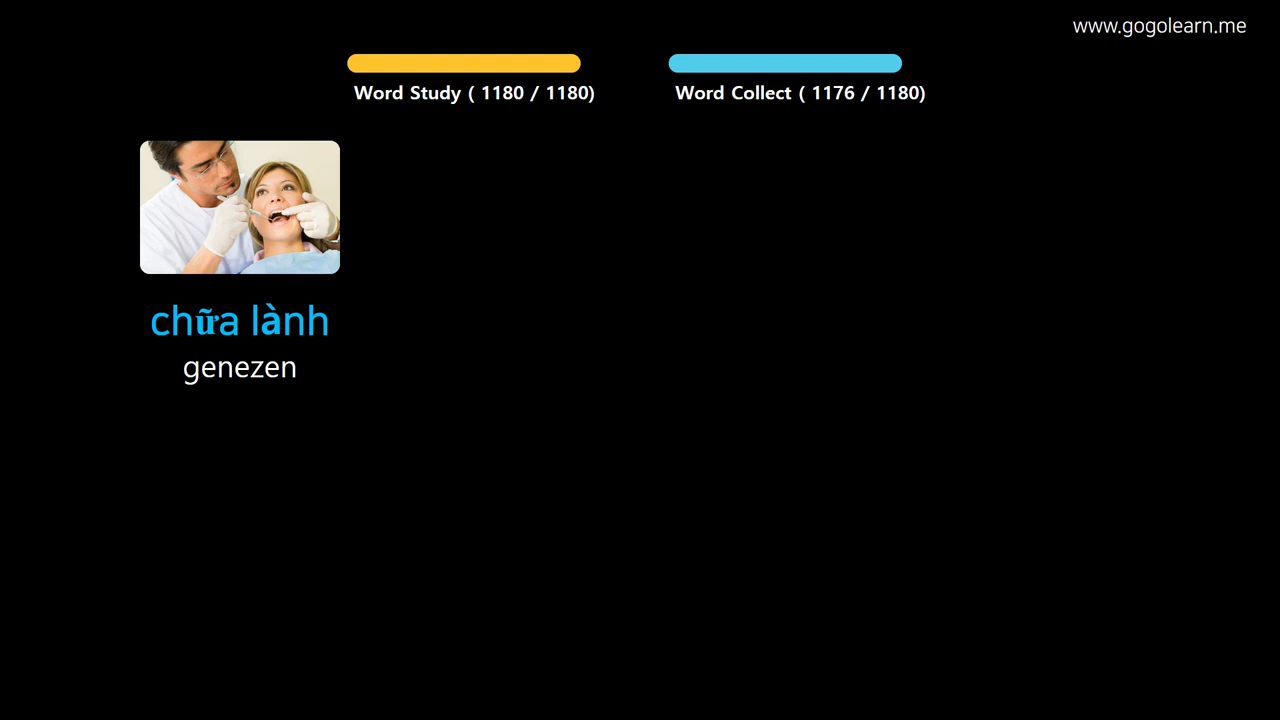 www.gogolearn.me
Word Study ( 1180 / 1180)
Word Collect ( 1176 / 1180)
chữa lành
genezen